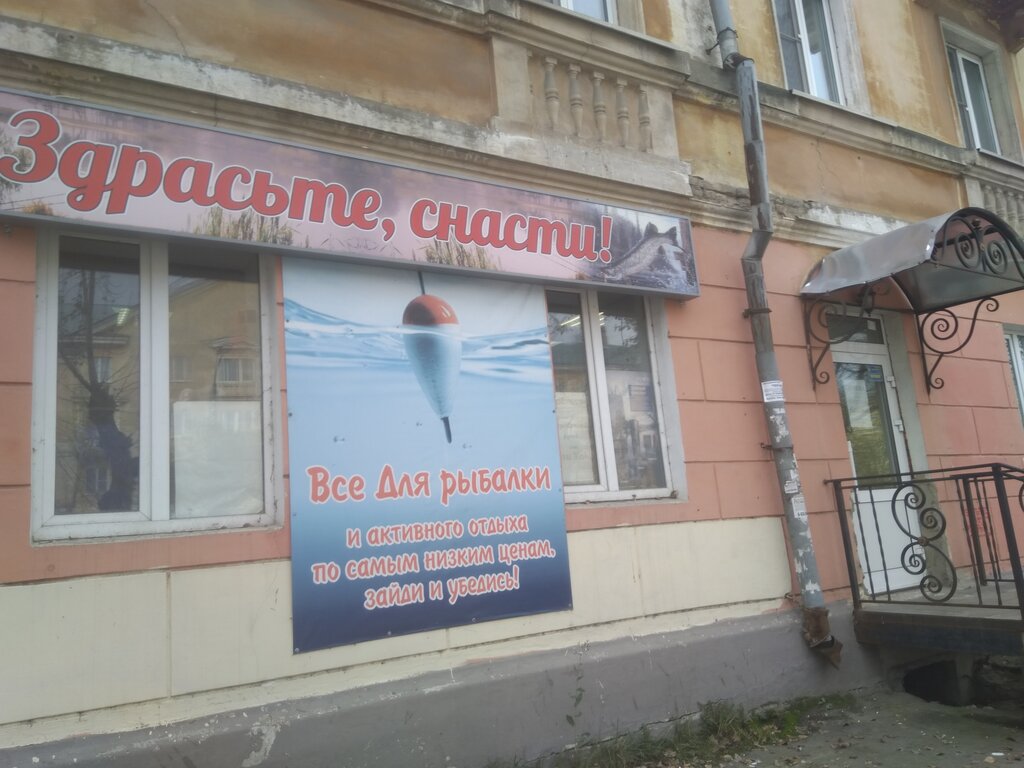 Здрасьте, снасти!
Все Для рыбалки
и активного отдыха
по самым низким ценам,
зайди и убедись!